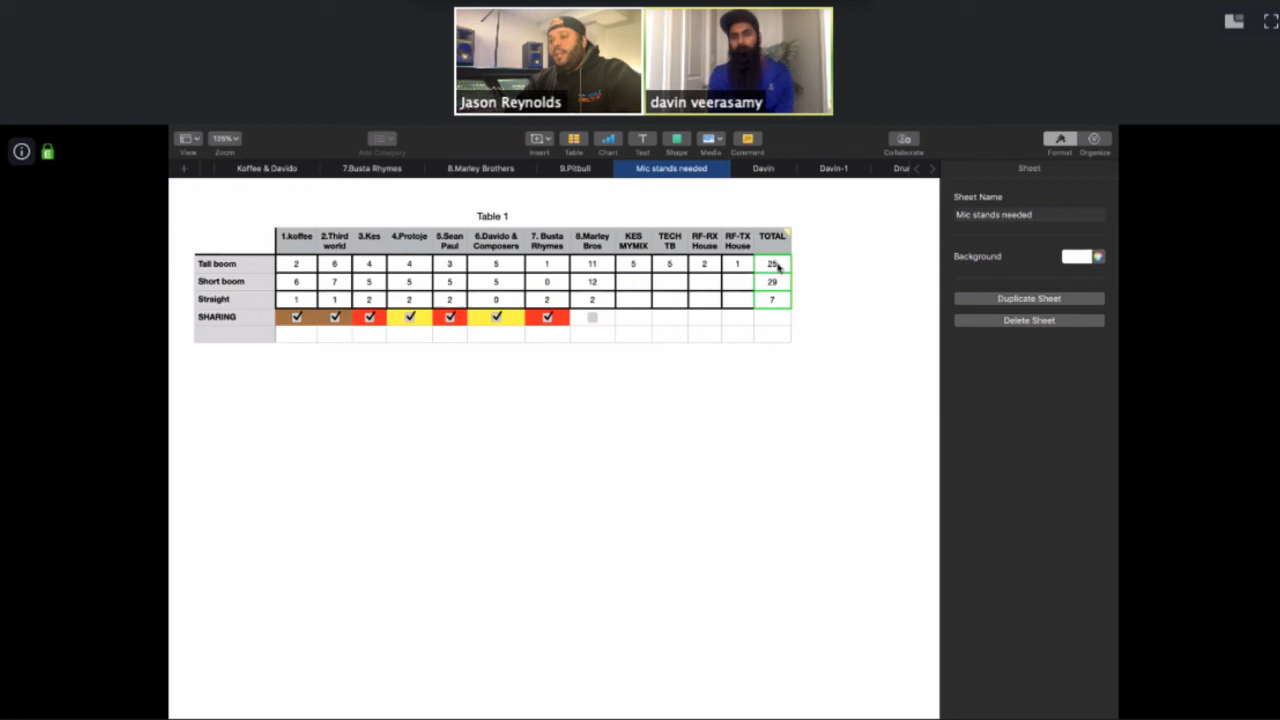 Jason Reynolds
davin veerasamy
125%
View
Zoom
Add Category
Insert
Table
Chart
Text
Shape
Media
Comment
Collaborate
Format
Organize
Koffee & Davido
7.Busta Rhymes
8.Marley Brothers
9.Pitbull
Mic stands needed
Davin
Davin-1
Sheet
Sheet Name
Mic stands needed
Background
Duplicate Sheet
Delete Sheet
Table 1
1.koffee 2.Third world 3.Kes 4.Protoje 5.Sean Paul 6.Davido & Composers 7. Busta Rhymes 8.Marley Bros KES MYMIX TECH TB RF-RX House RF-TX House TOTAL
Tall boom 2 6 4 4 3 5 1 11 5 5 2 1 25
Short boom 6 7 5 5 5 5 0 12 29
Straight 1 1 2 2 2 0 2 2 7
SHARING